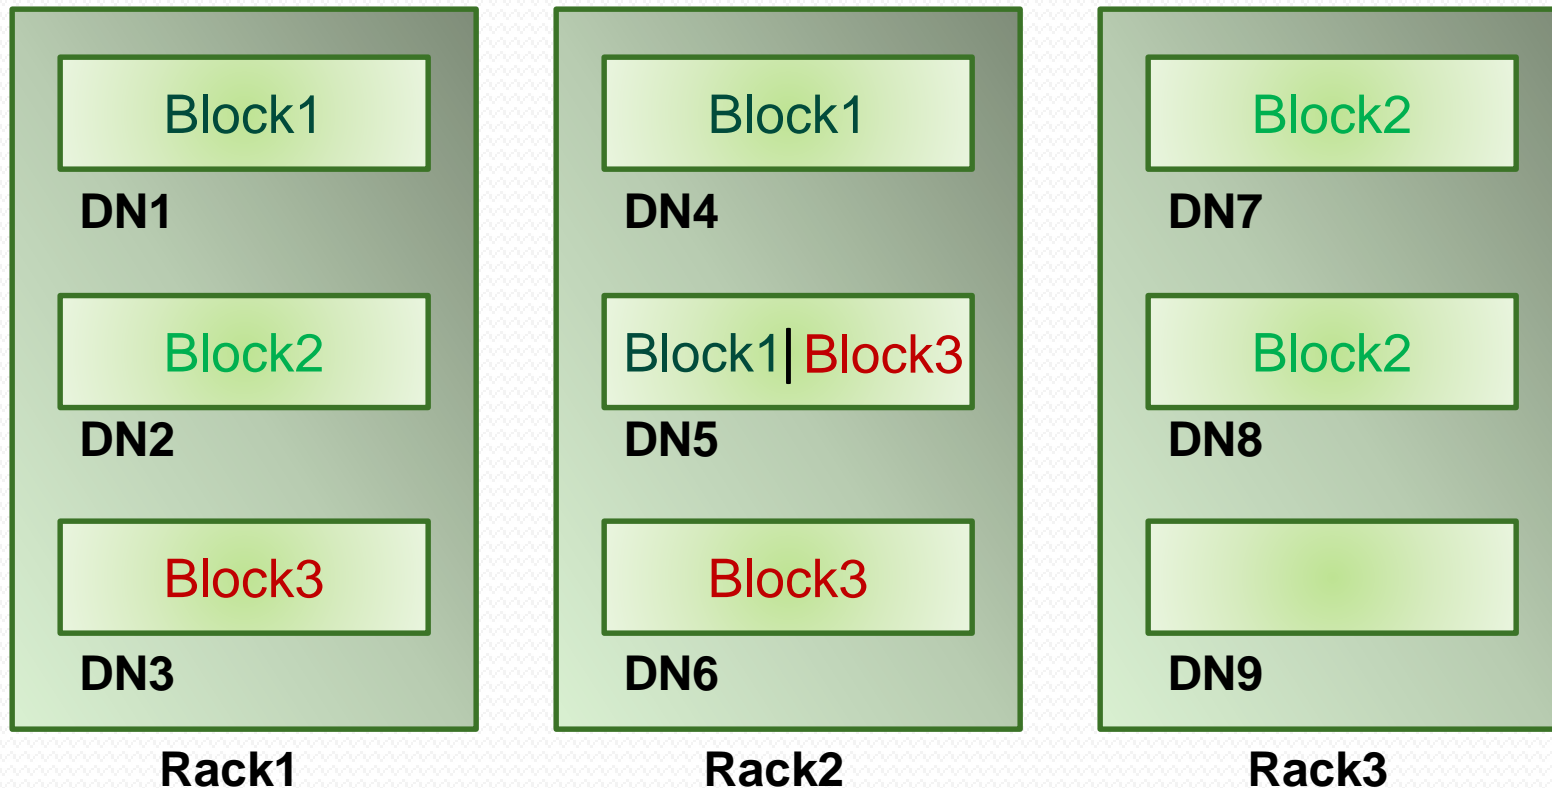 Block1
DN1
Block2
DN2
Block3
DN3
Rack1
Block1
DN4
Block1|Block3
DN5
Block3
DN6
Rack2
Block2
DN7
Block2
DN8
DN9
Rack3